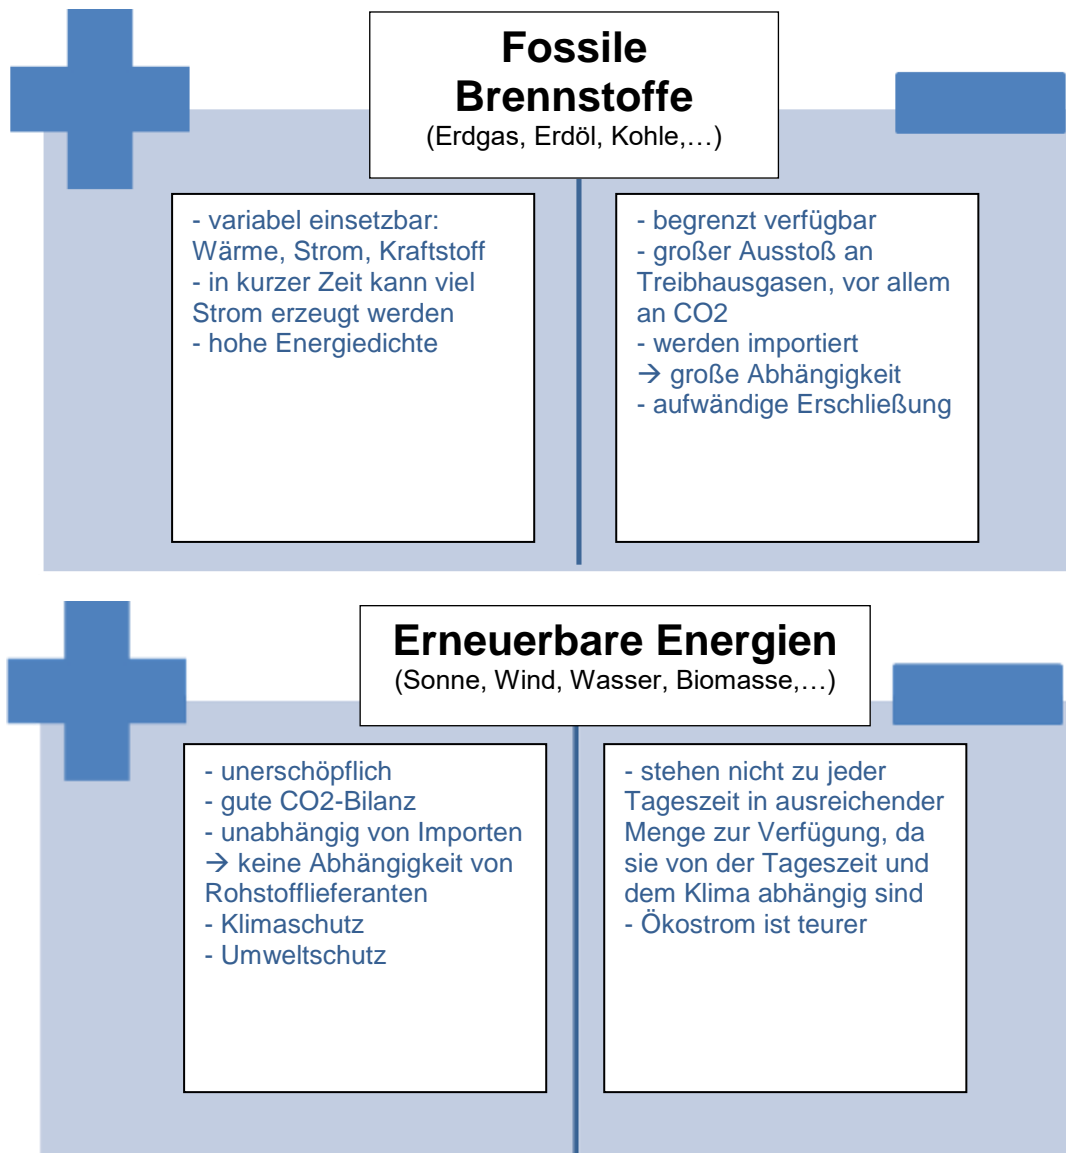 Fossile
Brennstoffe
(Erdgas, Erdöl, Kohle,…)
- variabel einsetzbar:
Wärme, Strom, Kraftstoff
- in kurzer Zeit kann viel
Strom erzeugt werden
- hohe Energiedichte
- begrenzt verfügbar
- großer Ausstoß an
Treibhausgasen, vor allem
an CO2
- werden importiert
→ große Abhängigkeit
- aufwändige Erschließung
Erneuerbare Energien
(Sonne, Wind, Wasser, Biomasse,…)
- unerschöpflich
- gute CO2-Bilanz
- unabhängig von Importen
→ keine Abhängigkeit von
Rohstofflieferanten
- Klimaschutz
- Umweltschutz
- stehen nicht zu jeder
Tageszeit in ausreichender
Menge zur Verfügung, da
sie von der Tageszeit und
dem Klima abhängig sind
- Ökostrom ist teurer